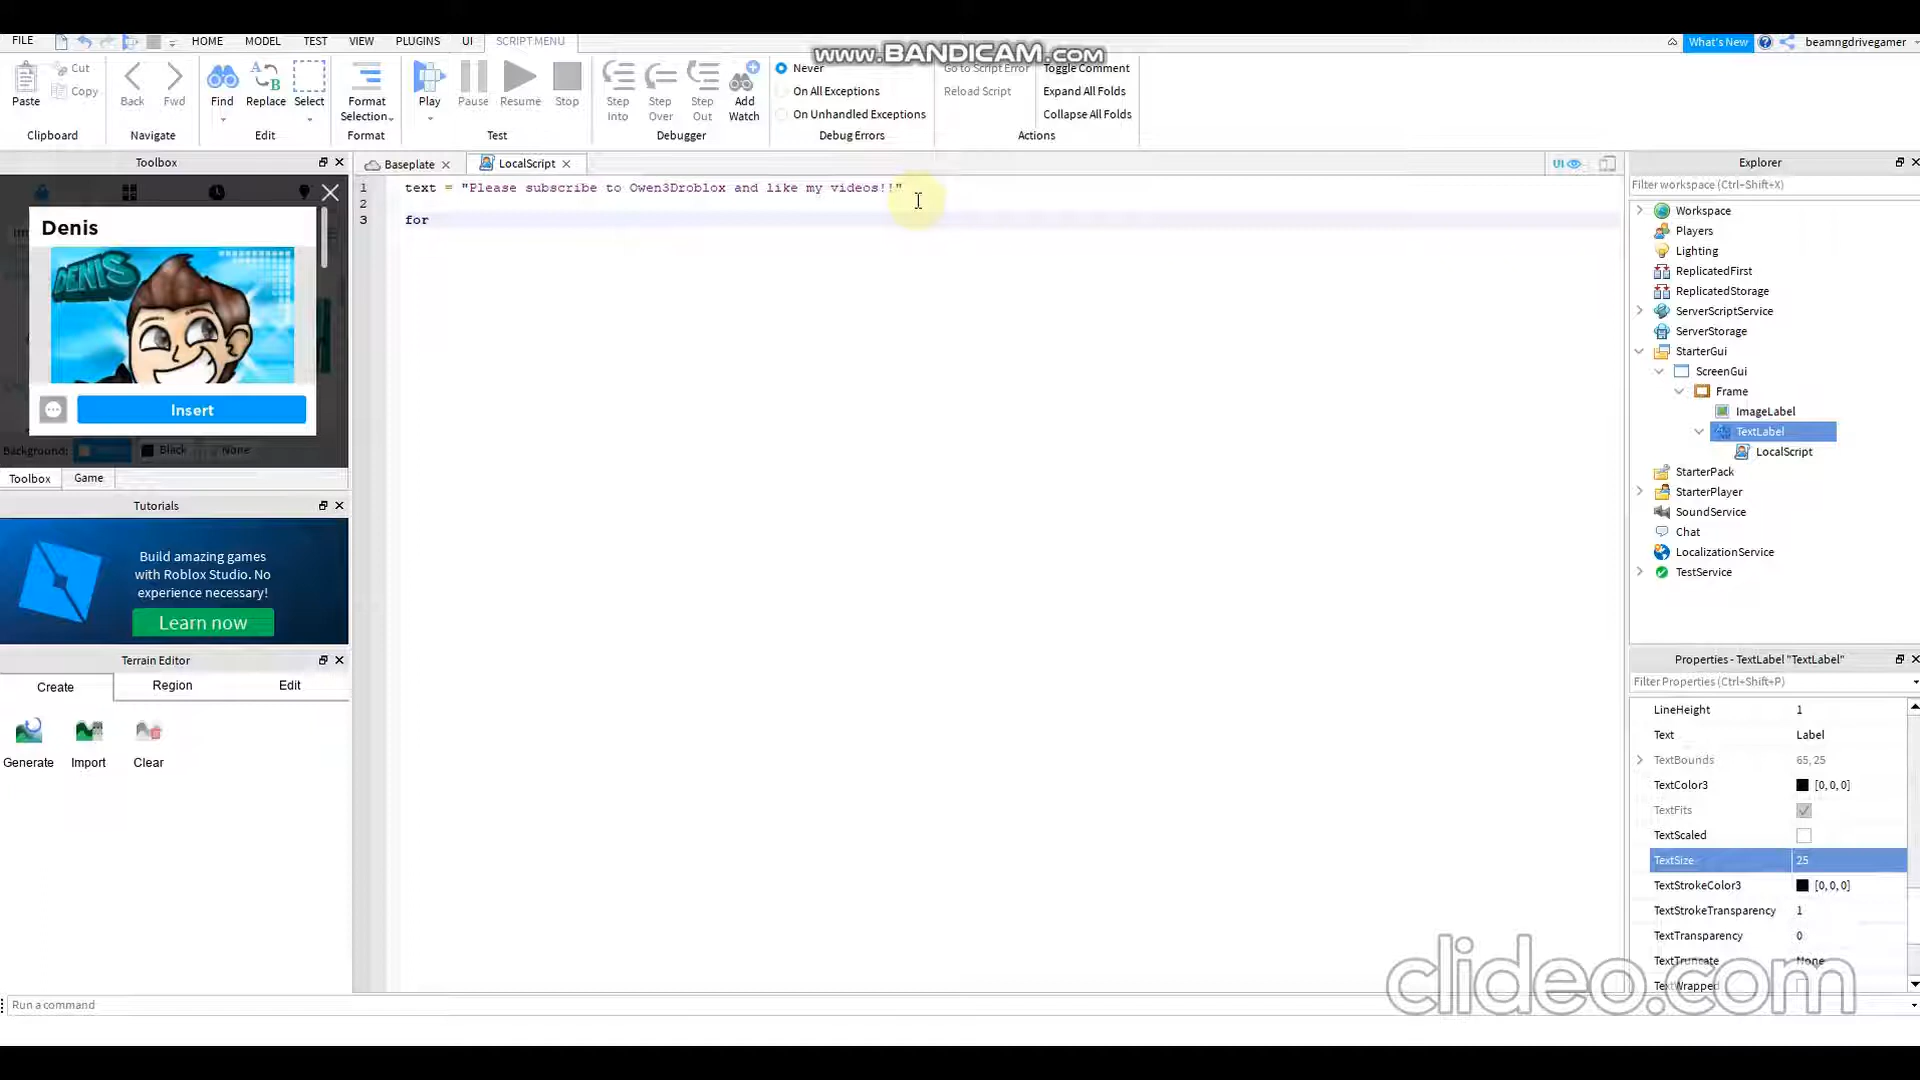 www.BANDICAM.com
FILE HOME MODEL TEST VIEW PLUGINS UI SCRIPT MENU What's New beamngdrivegamer
Cut
Copy
Paste Back Fwd Find Replace Select Format Selection Play Pause Resume Stop Step Into Step Over Step Out Add Watch
Never
On All Exceptions
On Unhandled Exceptions
Go to Script Error
Reload Script
Toggle Comment
Expand All Folds
Collapse All Folds
Clipboard Navigate Edit Format Test Debugger Debug Errors Actions
Toolbox
Baseplate LocalScript UI
Denis
DENIS
Insert
Background: Black None
Toolbox Game
Tutorials
Build amazing games
with Roblox Studio. No
experience necessary!
Learn now
Terrain Editor
Create Region Edit
Generate Import Clear
1 text = "Please subscribe to Owen3Droblox and like my videos!!"
2
3 for
Explorer
Filter workspace (Ctrl+Shift+X)
Workspace
Players
Lighting
ReplicatedFirst
ReplicatedStorage
ServerScriptService
ServerStorage
StarterGui
ScreenGui
Frame
ImageLabel
TextLabel
LocalScript
StarterPack
StarterPlayer
SoundService
Chat
LocalizationService
TestService
Properties - TextLabel "TextLabel"
Filter Properties (Ctrl+Shift+P)
LineHeight 1
Text Label
TextBounds 65, 25
TextColor3 [0, 0, 0]
TextFits
TextScaled
TextSize 25
TextStrokeColor3 [0, 0, 0]
TextStrokeTransparency 1
TextTransparency 0
TextTruncate None
TextWrapped
clideo.com
Run a command